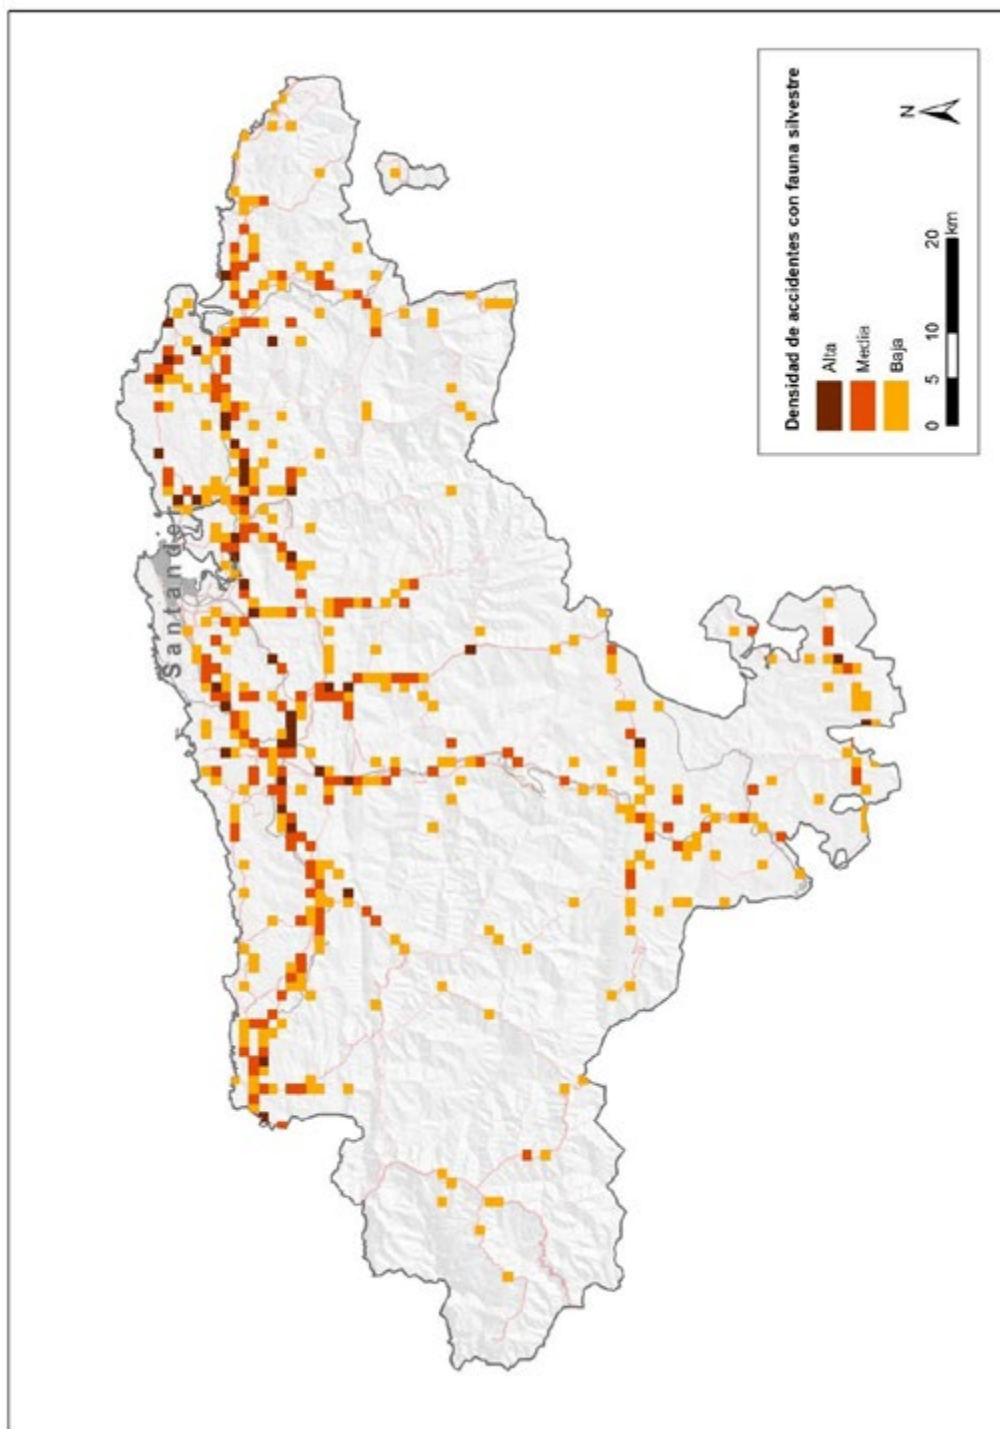 Santander
Densidad de accidentes con fauna silvestre
Alta
Media
Baja
N
0 5 10 20
km